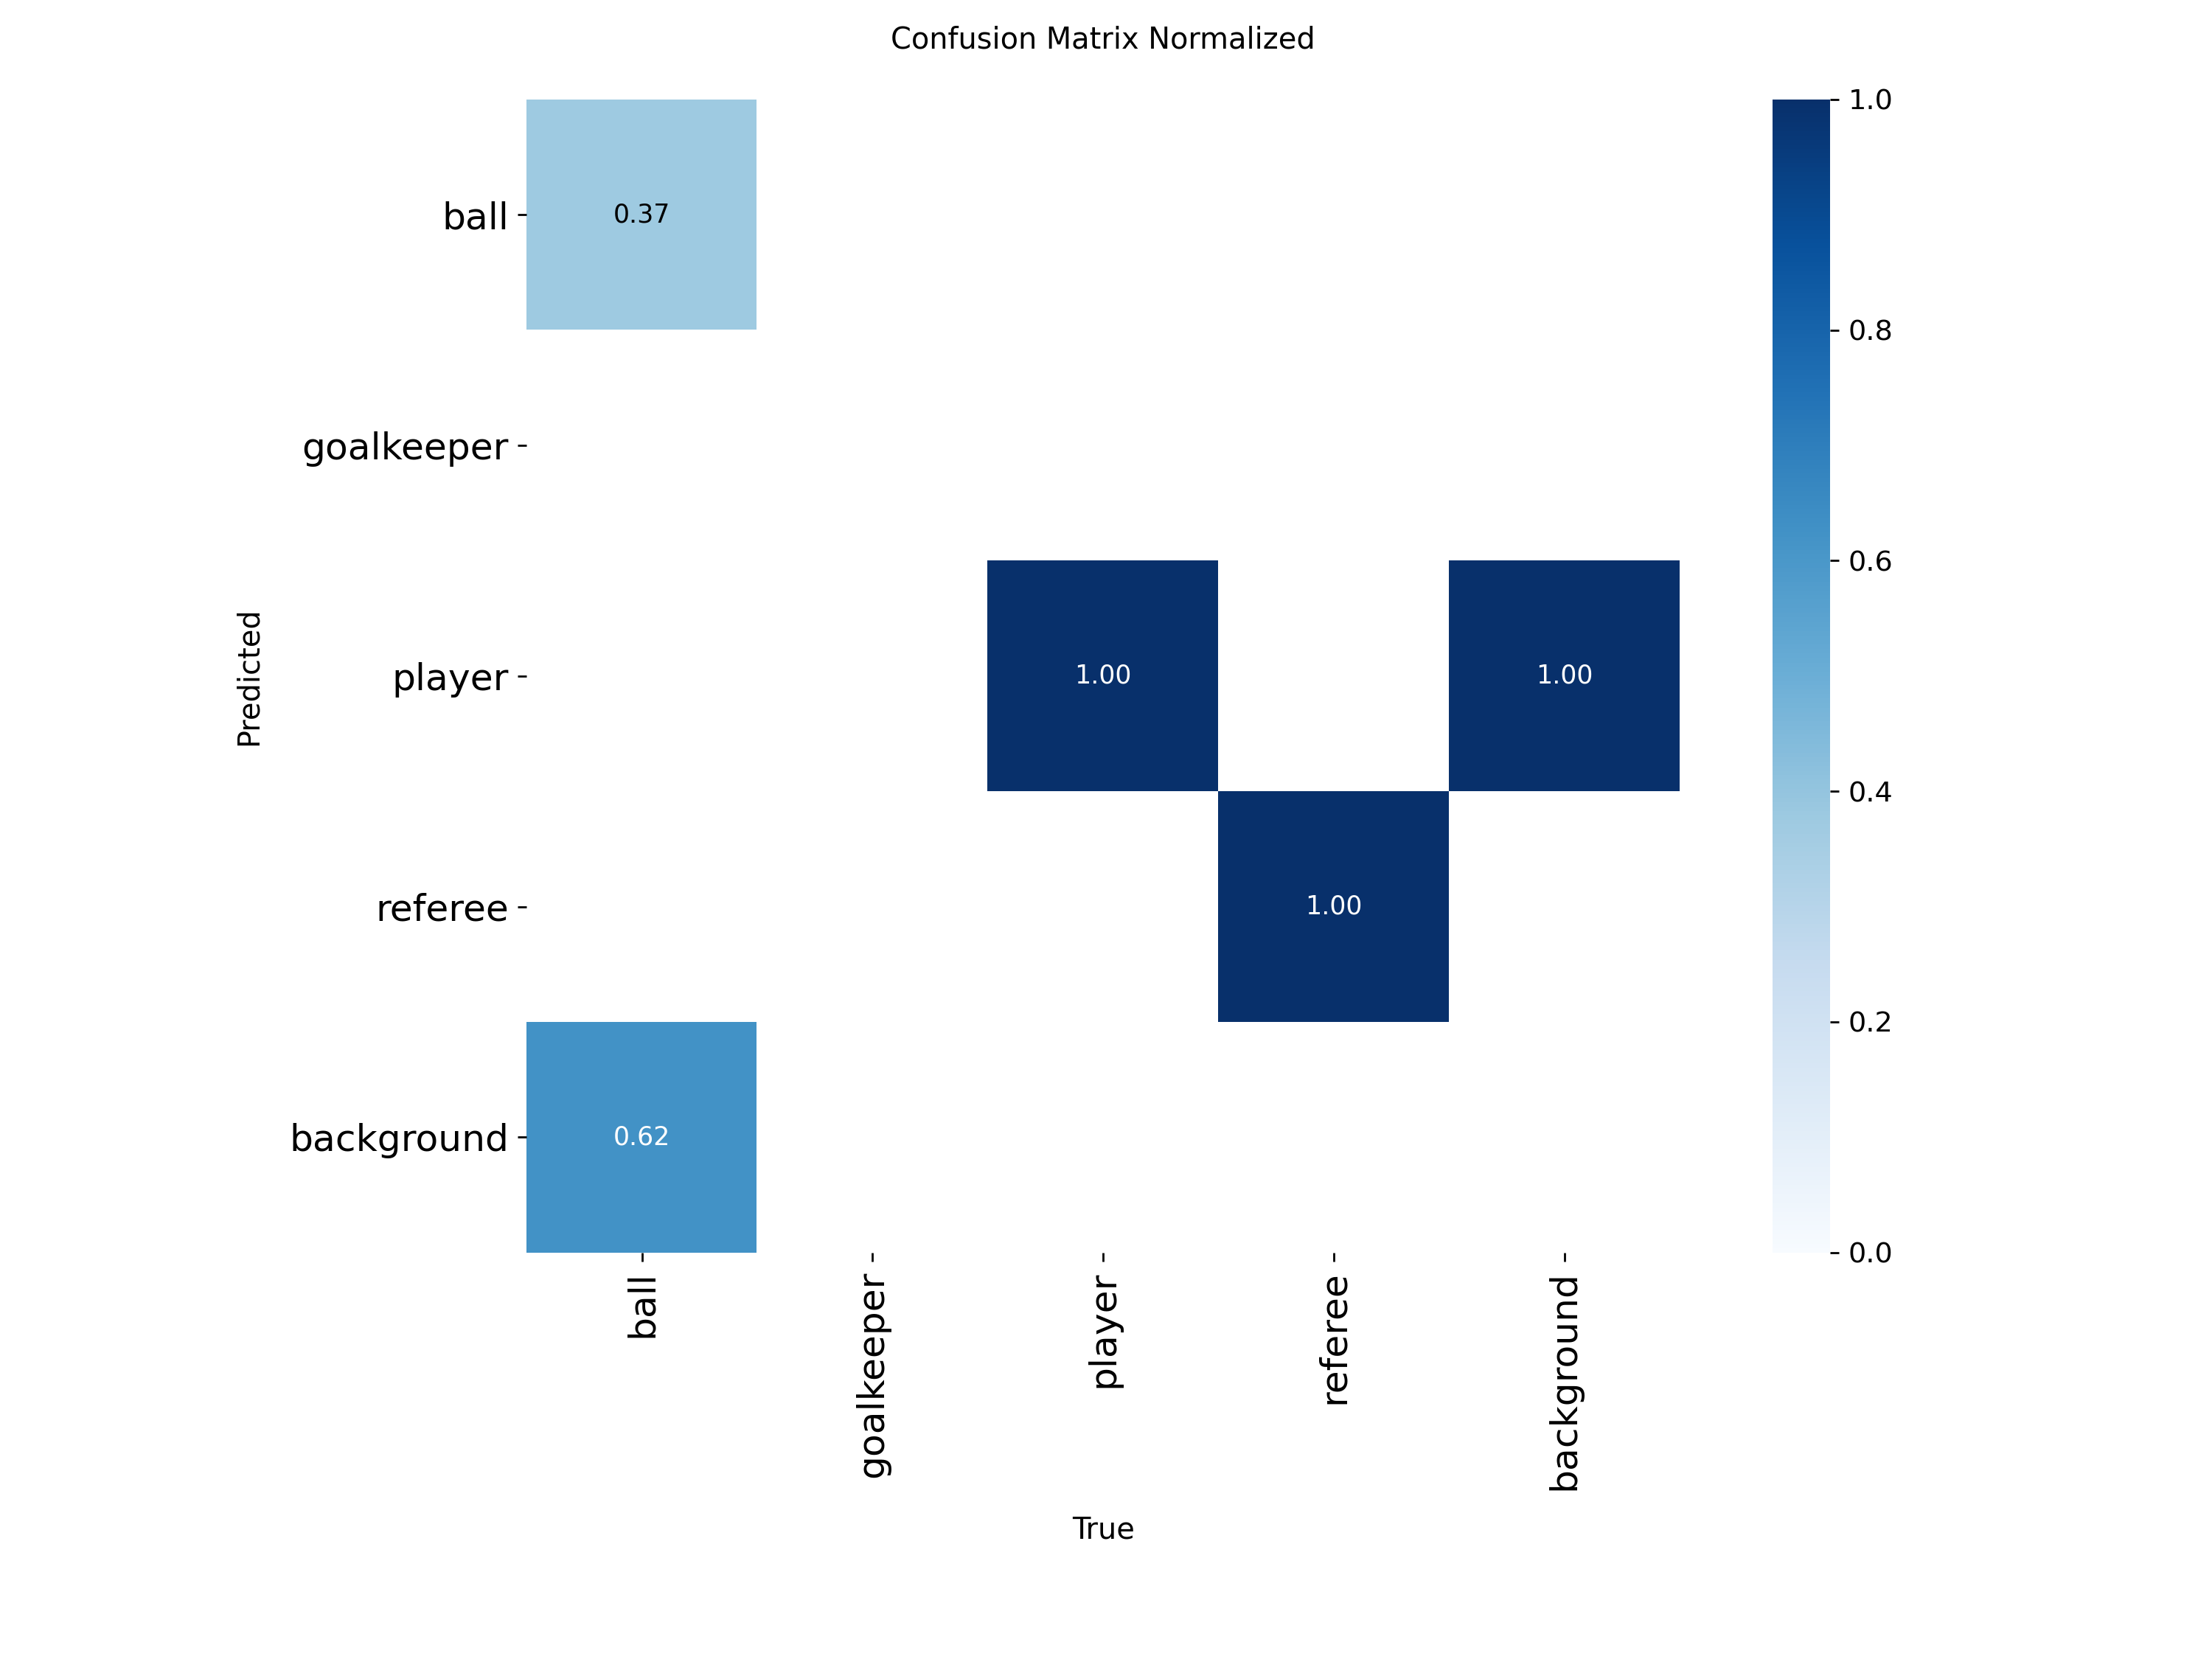 Confusion Matrix Normalized
1.0
ball
0.37
0.8
goalkeeper
0.6
Predicted
player
1.00
1.00
0.4
referee
1.00
0.2
background
0.62
0.0
ball
goalkeeper
player
referee
background
True